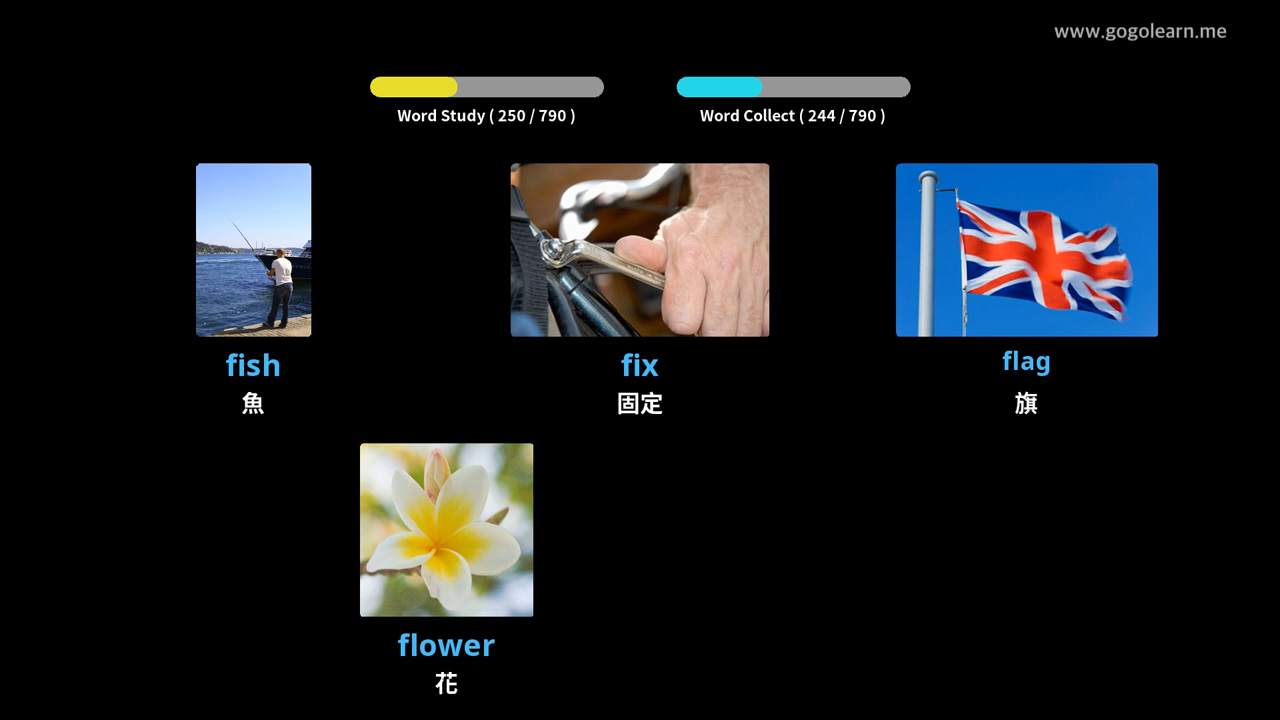 www.gogolearn.me
Word Study ( 250 / 790 )
Word Collect ( 244 / 790 )
fish
魚
fix
固定
flag
旗
flower
花